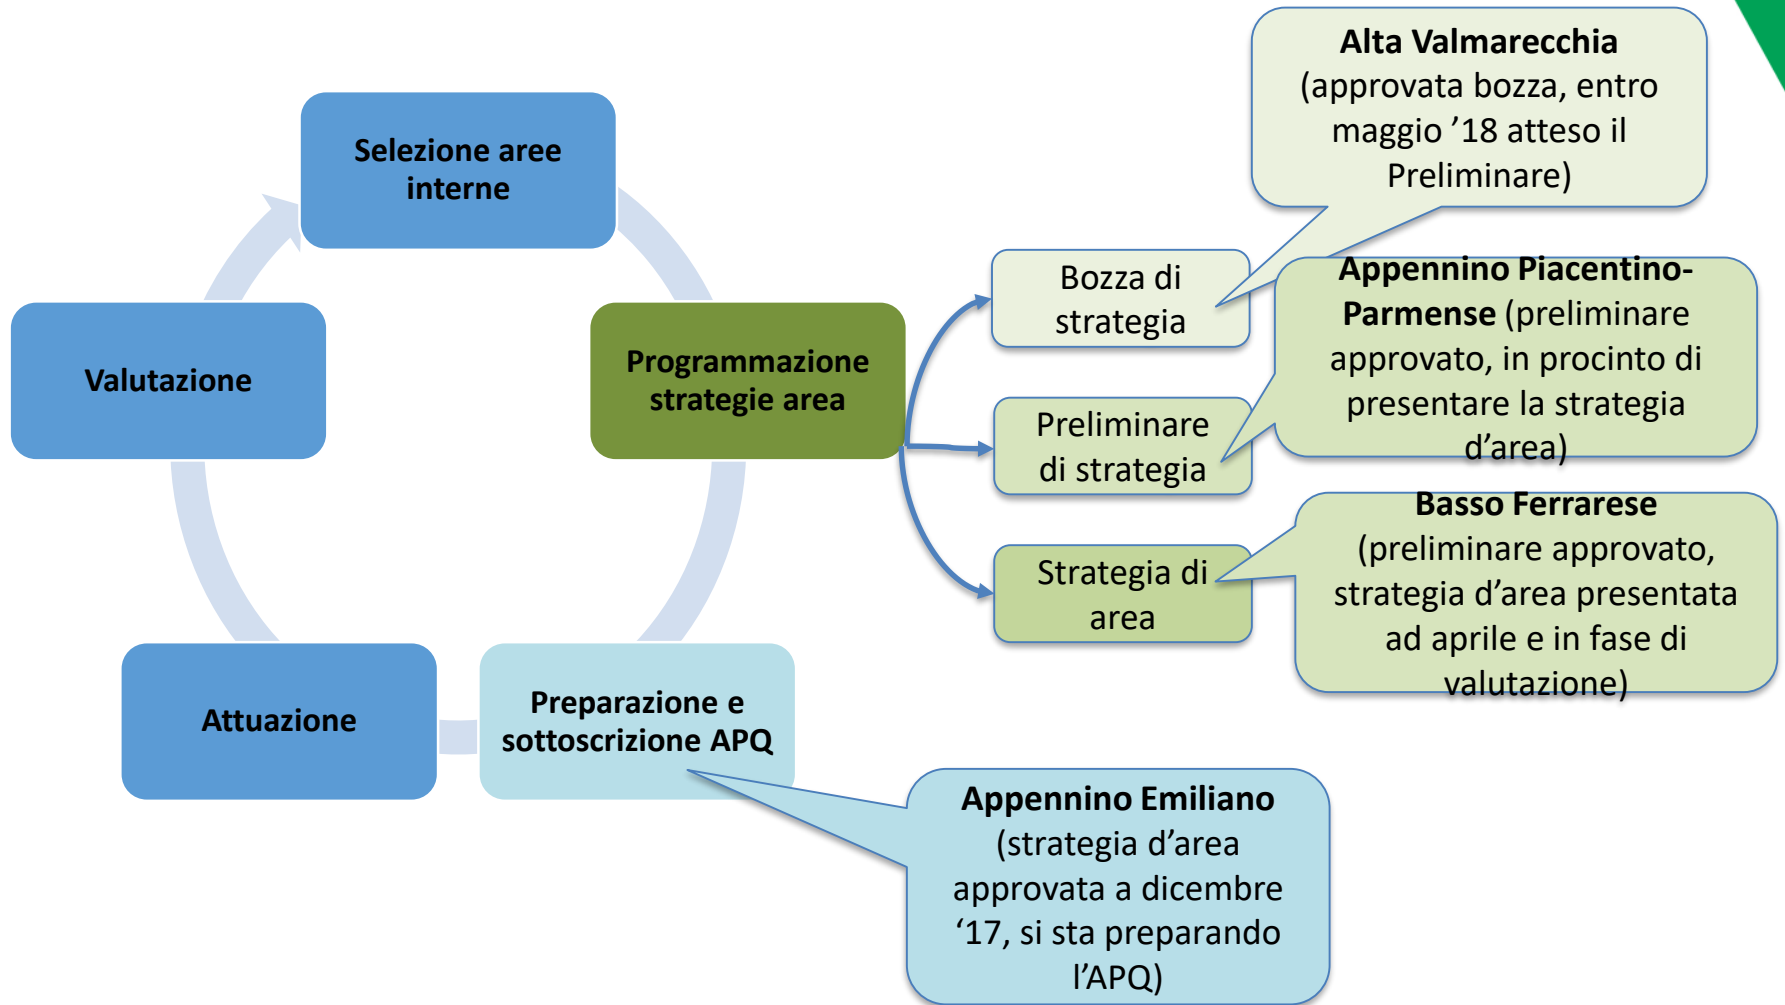 Selezione aree
interne
Programmazione
strategie area
Preparazione e
sottoscrizione APQ
Attuazione
Valutazione
Bozza di
strategia
Preliminare
di strategia
Strategia di
area
Alta Valmarecchia
(approvata bozza, entro
maggio ’18 atteso il
Preliminare)
Appennino Piacentino-
Parmense (preliminare
approvato, in procinto di
presentare la strategia
d’area)
Basso Ferrarese
(preliminare approvato,
strategia d’area presentata
ad aprile e in fase di
valutazione)
Appennino Emiliano
(strategia d’area
approvata a dicembre
‘17, si sta preparando
l’APQ)